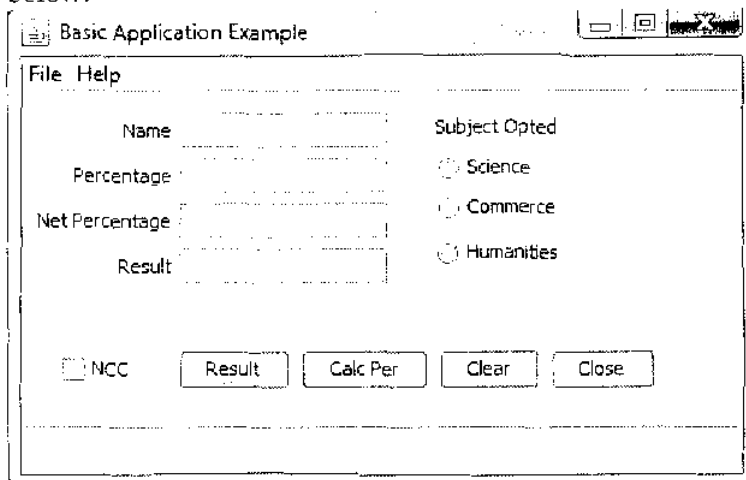 Basic Application Example
File Help
Name
Subject Opted
Percentage
Science
Net Percentage
Commerce
Result
Humanities
NCC
Result
Calc Per
Clear
Close